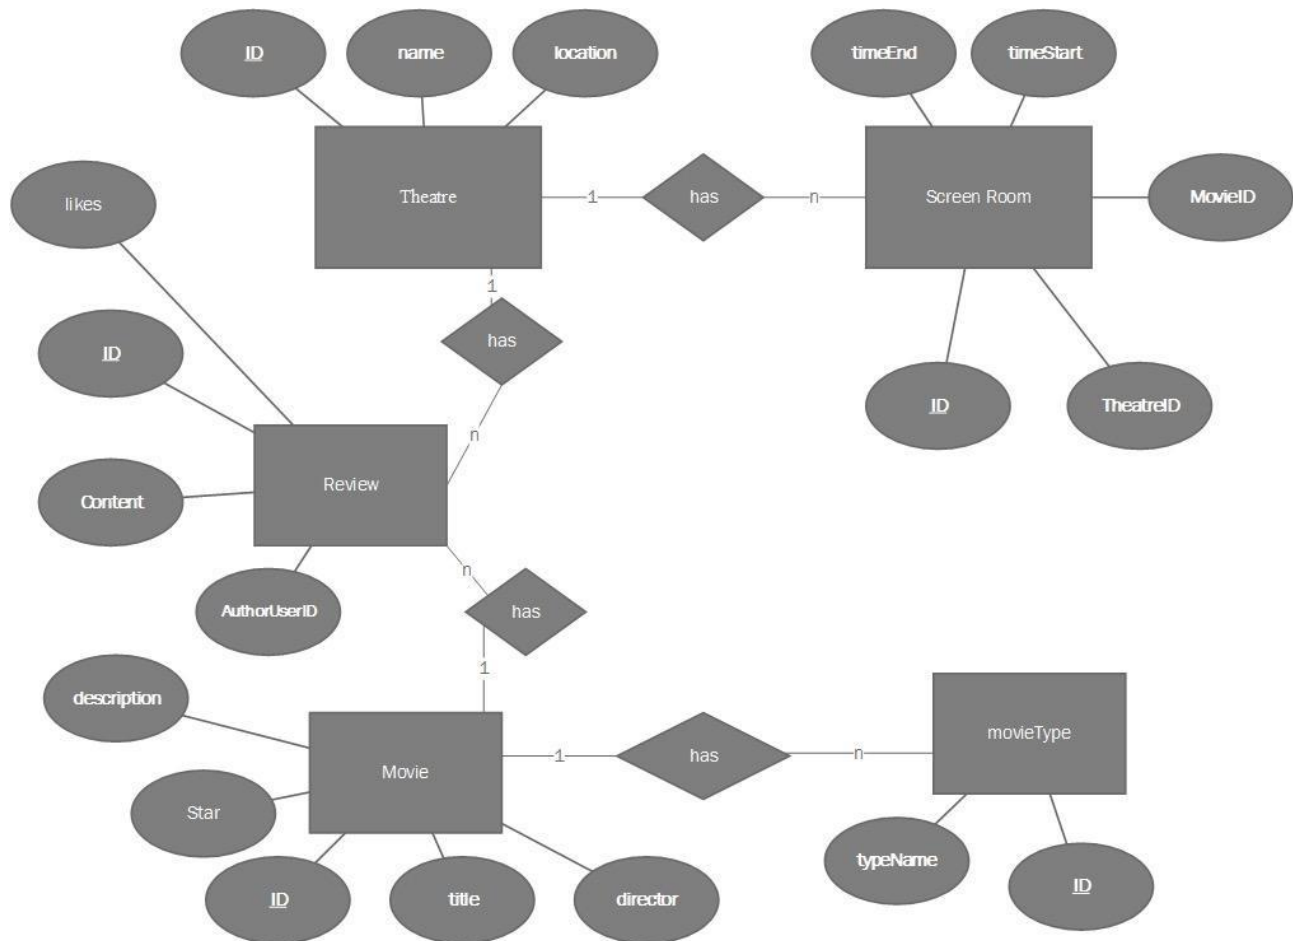 ID
name
location
timeEnd
timeStart
likes
Theatre
1
has
n
Screen Room
MovieID
1
has
ID
ID
TheatreID
n
Review
Content
n
has
AuthorUserID
1
description
Movie
1
has
n
movieType
Star
typeName
ID
ID
title
director